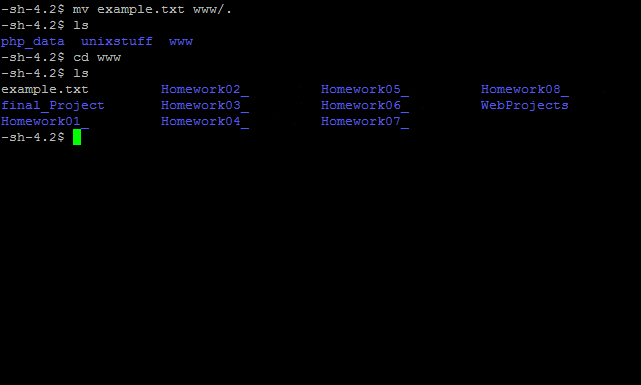 -sh-4.2$ mv example.txt www/.
-sh-4.2$ ls
php_data  unixstuff  www
-sh-4.2$ cd www
-sh-4.2$ ls
example.txt      Homework02_      Homework05_      Homework08_
final_Project    Homework03_      Homework06_      WebProjects
Homework01_      Homework04_      Homework07_
-sh-4.2$